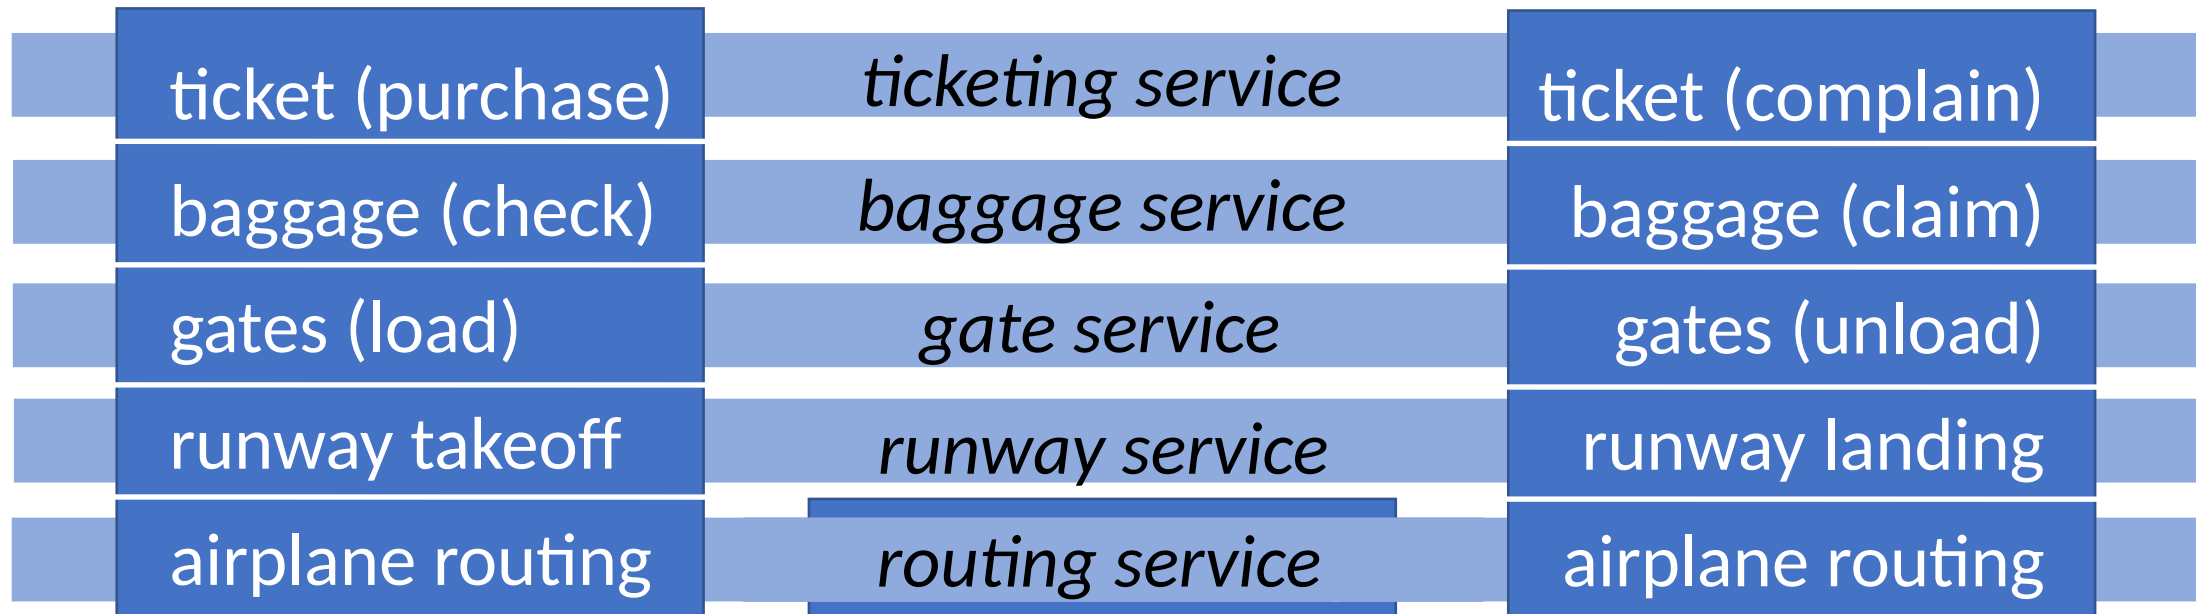 ticket (purchase) ticketing service ticket (complain)
baggage (check) baggage service baggage (claim)
gates (load) gate service gates (unload)
runway takeoff runway service runway landing
airplane routing routing service airplane routing